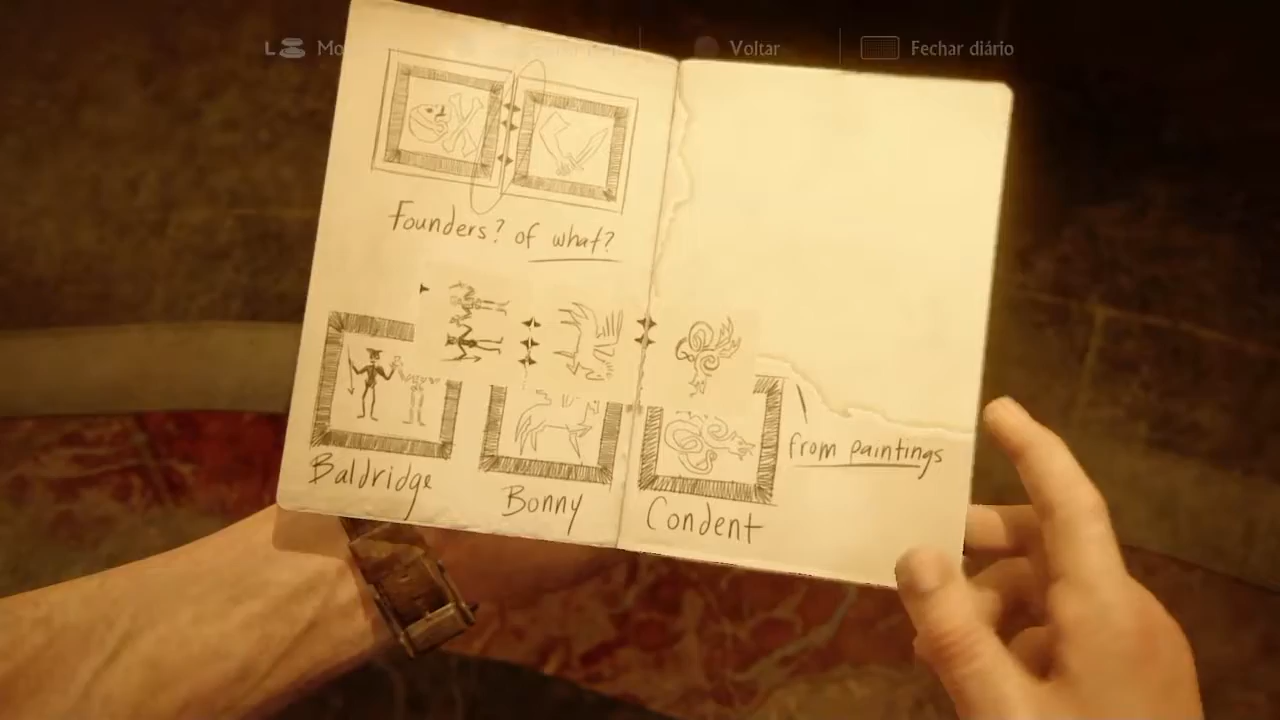 L Mo
Voltar
Fechar diário
Founders? of what?
from paintings
Baldridge
Bonny
Condent